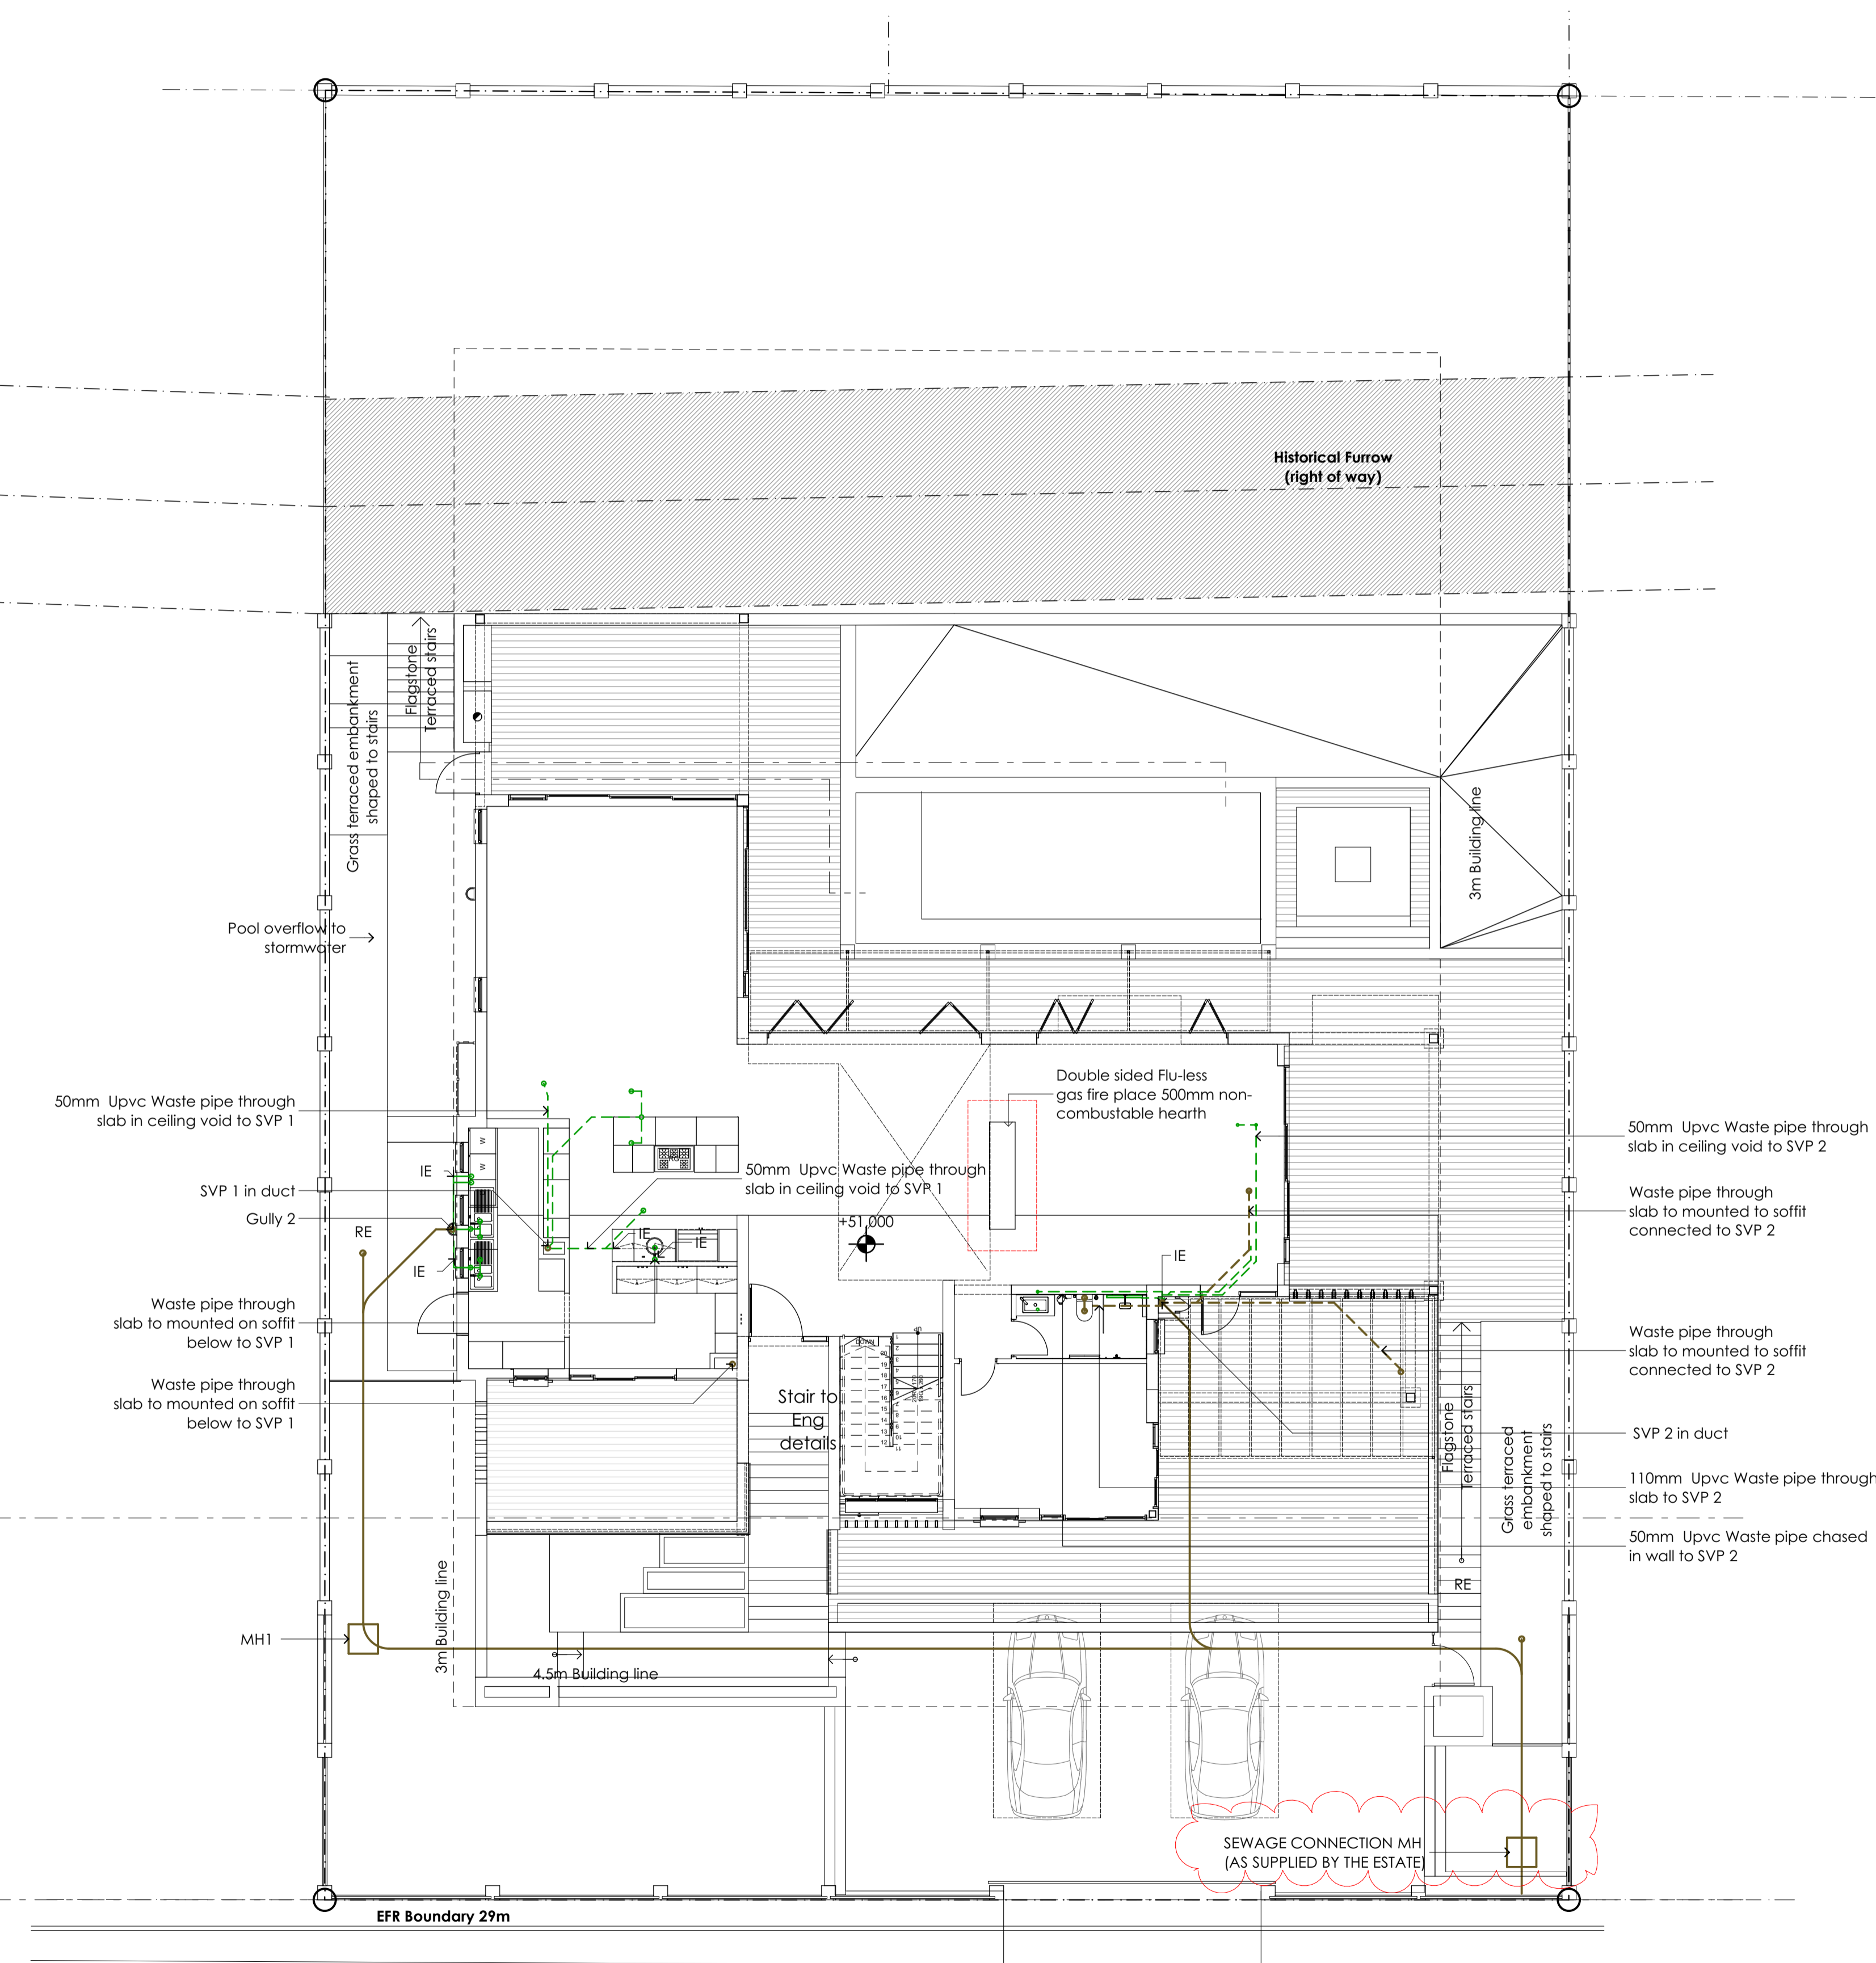 Historical Furrow
(right of way)
Flagstone
Terraced stairs
Grass terraced embankment
shaped to stairs
3m Building line
Pool overflow to
stormwater
Double sided Flu-less
gas fire place 500mm non-
combustable hearth
50mm Upvc Waste pipe through
slab in ceiling void to SVP 1
50mm Upvc Waste pipe through
slab in ceiling void to SVP 2
W
W
IE
50mm Upvc Waste pipe through
slab in ceiling void to SVP 1
SVP 1 in duct
Gully 2
RE
Waste pipe through
slab to mounted to soffit
connected to SVP 2
+51,000
IE
IE
IE
IE
Waste pipe through
slab to mounted on soffit
below to SVP 1
Waste pipe through
slab to mounted to soffit
connected to SVP 2
UP
DOWN
Waste pipe through
slab to mounted on soffit
below to SVP 1
Stair to
Eng
details
Flagstone
Terraced stairs
SVP 2 in duct
Grass terraced
embankment
shaped to stairs
110mm Upvc Waste pipe through
slab to SVP 2
50mm Upvc Waste pipe chased
in wall to SVP 2
RE
3m Building line
MH1
4.5m Building line
SEWAGE CONNECTION MH
(AS SUPPLIED BY THE ESTATE)
EFR Boundary 29m